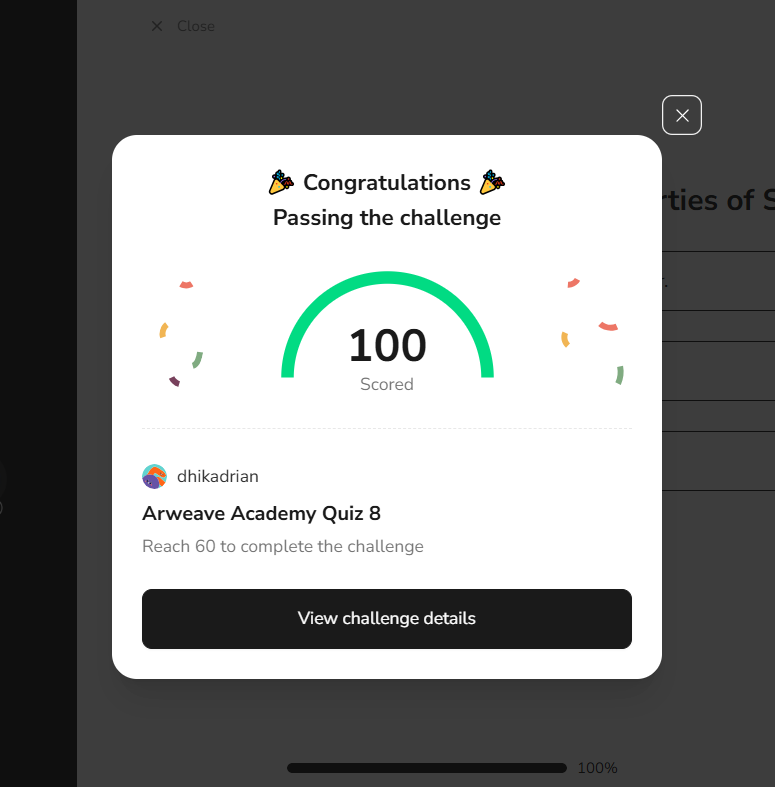 Close
Congratulations
Passing the challenge
rties of S
100
Scored
dhikadrian
Arweave Academy Quiz 8
Reach 60 to complete the challenge
View challenge details
100%